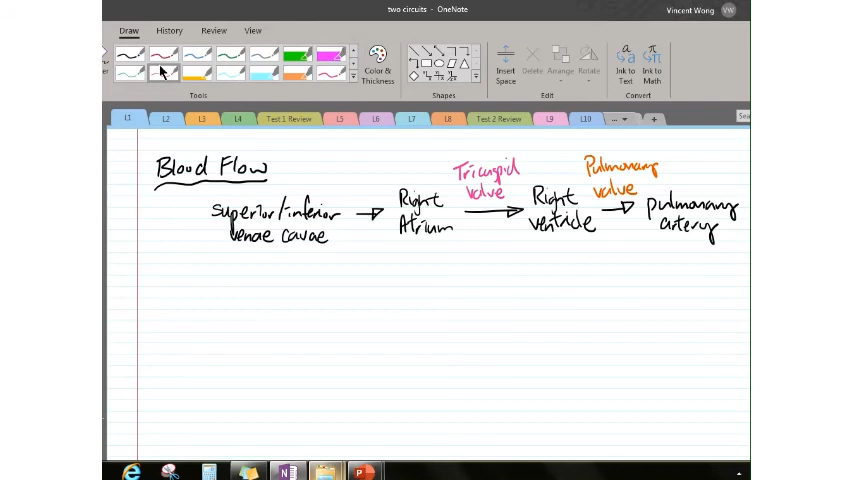 two circuits - OneNote
Vincent Wong VW
Draw History Review View
Color & Thickness
Insert Space
Delete Arrange Rotate
Ink to Text
Ink to Math
Tools Shapes Edit Convert
L1 L2 L3 L4 Test 1 Review L5 L6 L7 L8 Test 2 Review L9 L10 ... +
Blood Flow
superior/inferior
venae cavae
Right
Atrium
Tricuspid
valve
Right
ventricle
Pulmonary
valve
pulmonary
artery